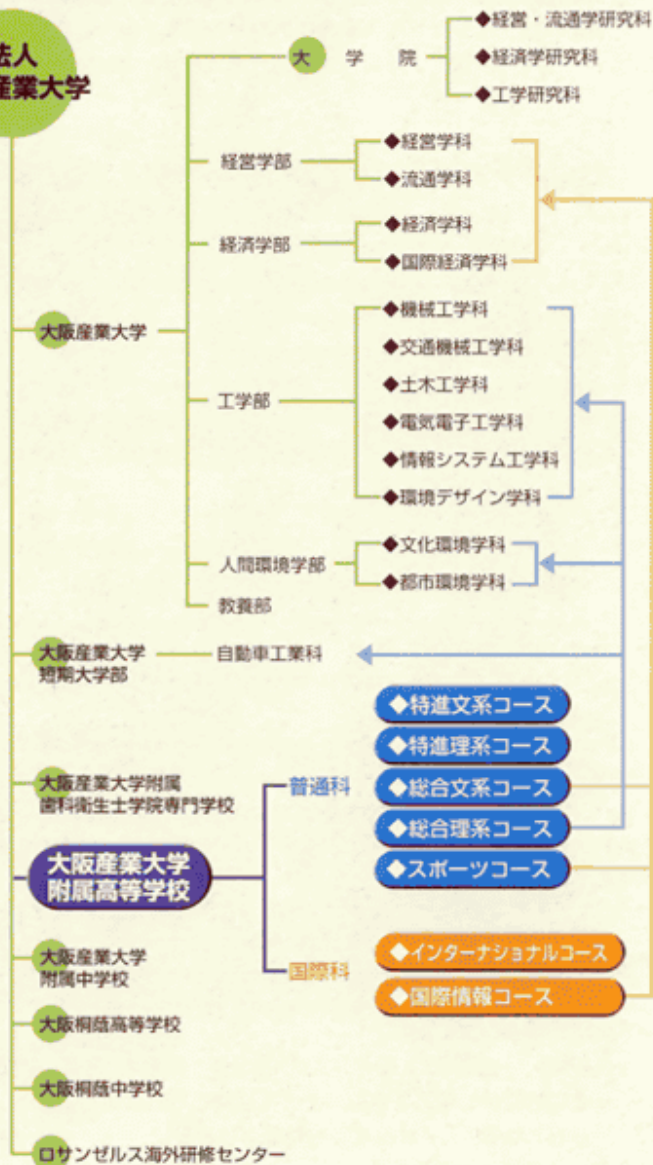 法人
産業大学
大学院
◆経営・流通学研究科
◆経済学研究科
◆工学研究科
経営学部
◆経営学科
◆流通学科
経済学部
◆経済学科
◆国際経済学科
大阪産業大学
工学部
◆機械工学科
◆交通機械工学科
◆土木工学科
◆電気電子工学科
◆情報システム工学科
◆環境デザイン学科
人間環境学部
◆文化環境学科
◆都市環境学科
教養部
大阪産業大学
短期大学部
自動車工業科
大阪産業大学附属
歯科衛生士学院専門学校
大阪産業大学
附属高等学校
普通科
◆特進文系コース
◆特進理系コース
◆総合文系コース
◆総合理系コース
◆スポーツコース
国際科
◆インターナショナルコース
◆国際情報コース
大阪産業大学
附属中学校
大阪桐蔭高等学校
大阪桐蔭中学校
ロサンゼルス海外研修センター